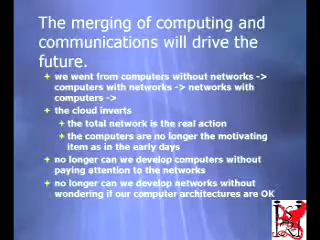 The merging of computing and
communications will drive the
future.
we went from computers without networks ->
computers with networks -> networks with
computers ->
the cloud inverts
the total network is the real action
the computers are no longer the motivating
item as in the early days
no longer can we develop computers without
paying attention to the networks
no longer can we develop networks without
wondering if our computer architectures are OK